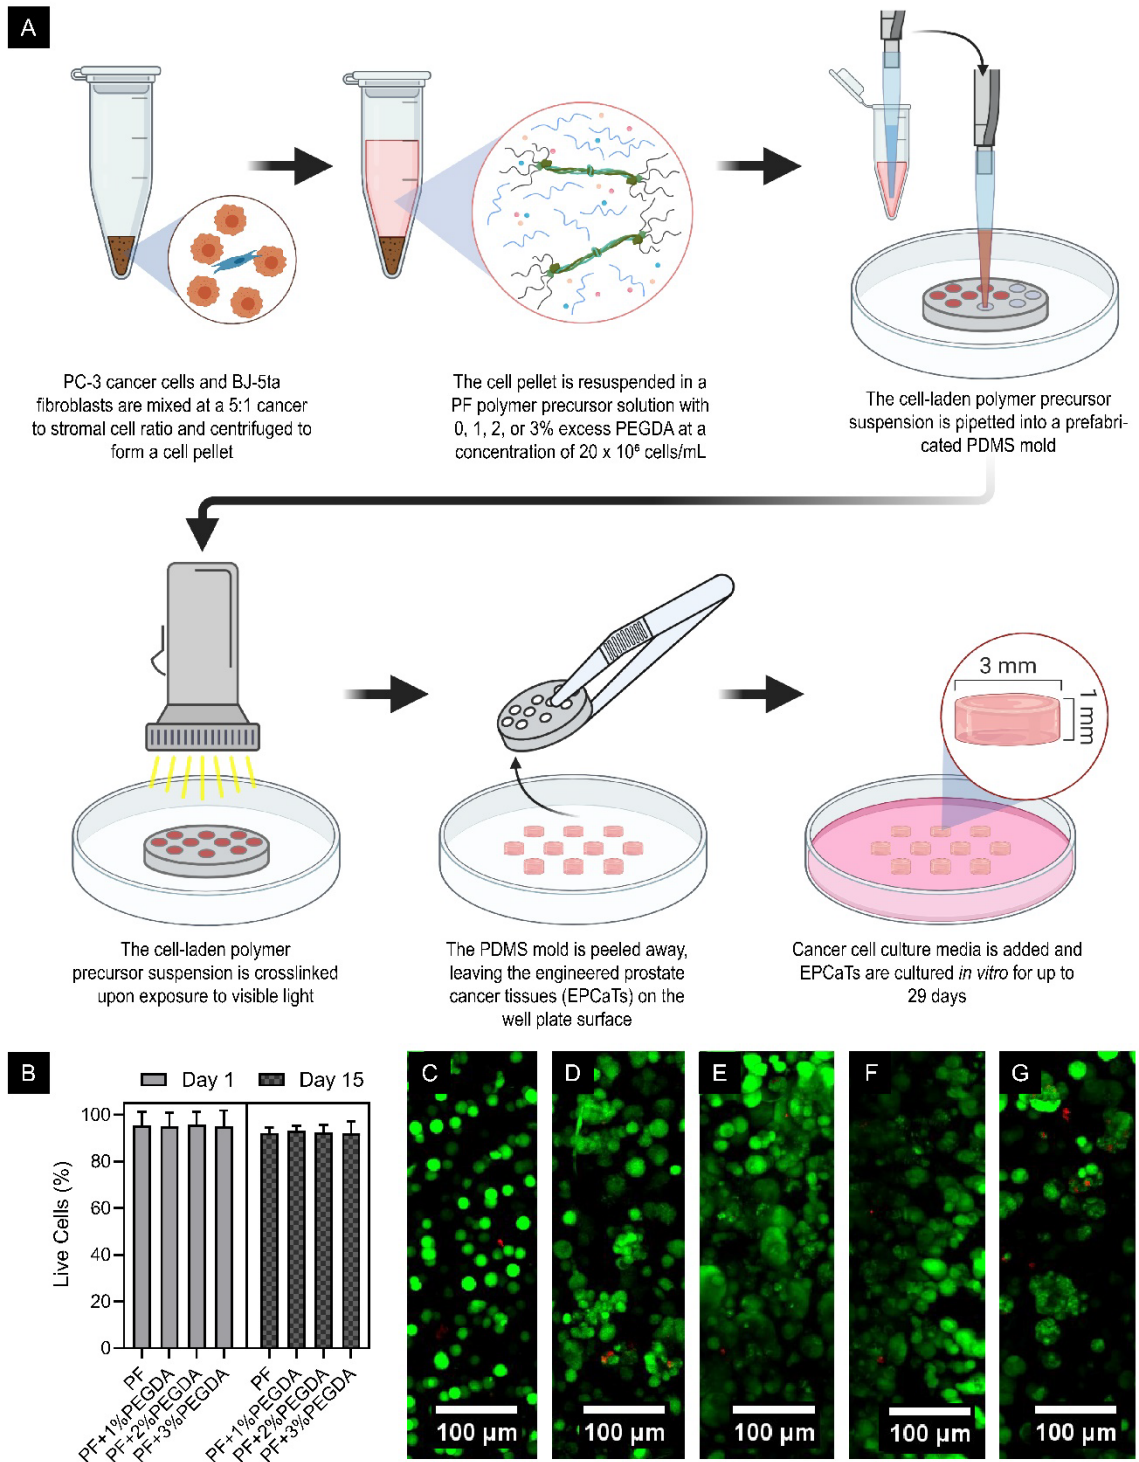 A
PC-3 cancer cells and BJ-5ta
fibroblasts are mixed at a 5:1 cancer
to stromal cell ratio and centrifuged to
form a cell pellet
The cell pellet is resuspended in a
PF polymer precursor solution with
0, 1, 2, or 3% excess PEGDA at a
concentration of 20 x 10⁶ cells/mL
The cell-laden polymer precursor
suspension is pipetted into a prefabri-
cated PDMS mold
3 mm
1 mm
The cell-laden polymer
precursor suspension is crosslinked
upon exposure to visible light
The PDMS mold is peeled away,
leaving the engineered prostate
cancer tissues (EPCaTs) on the
well plate surface
Cancer cell culture media is added and
EPCaTs are cultured in vitro for up to
29 days
B
Day 1
Day 15
Live Cells (%)
100
80
60
40
20
0
PF
PF+1%PEGDA
PF+2%PEGDA
PF+3%PEGDA
PF
PF+1%PEGDA
PF+2%PEGDA
PF+3%PEGDA
C
100 µm
D
100 µm
E
100 µm
F
100 µm
G
100 µm